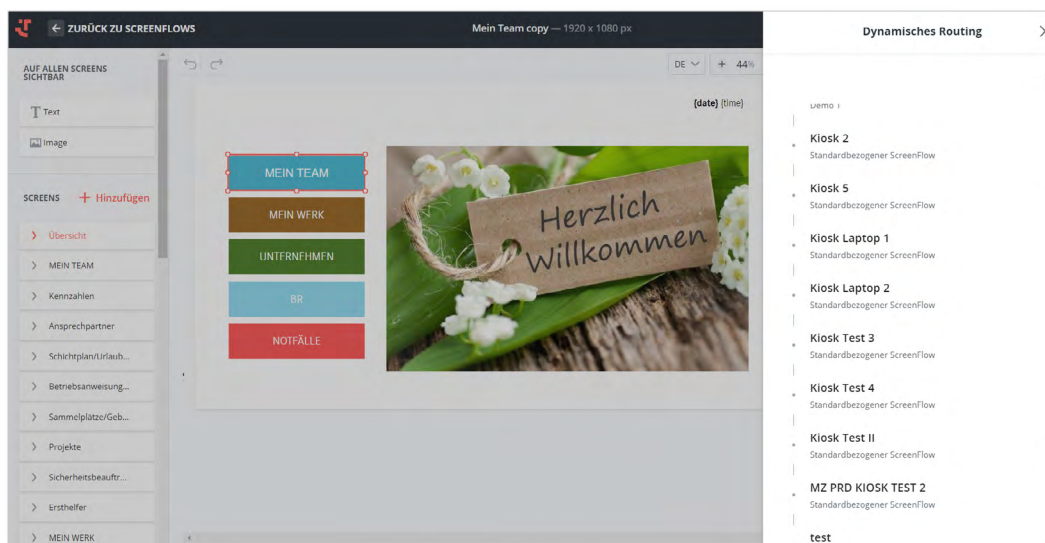 ZURÜCK ZU SCREENFLOWS
Mein Team copy — 1920 x 1080 px
Dynamisches Routing
AUF ALLEN SCREENS
SICHTBAR
Text
Image
SCREENS
Hinzufügen
Übersicht
MEIN TEAM
Kennzahlen
Ansprechpartner
Schichtplan/Urlaub...
Betriebsanweisung...
Sammelplätze/Geb...
Projekte
Sicherheitsbeauftr...
Ersthelfer
MEIN WERK
DE
44%
{date} {time}
MEIN TEAM
MEIN WERK
UNTERNEHMEN
BR
NOTFÄLLE
Herzlich
Willkommen
Demo 1
Kiosk 2
Standardbezogener ScreenFlow
Kiosk 5
Standardbezogener ScreenFlow
Kiosk Laptop 1
Standardbezogener ScreenFlow
Kiosk Laptop 2
Standardbezogener ScreenFlow
Kiosk Test 3
Standardbezogener ScreenFlow
Kiosk Test 4
Standardbezogener ScreenFlow
Kiosk Test II
Standardbezogener ScreenFlow
MZ PRD KIOSK TEST 2
Standardbezogener ScreenFlow
test